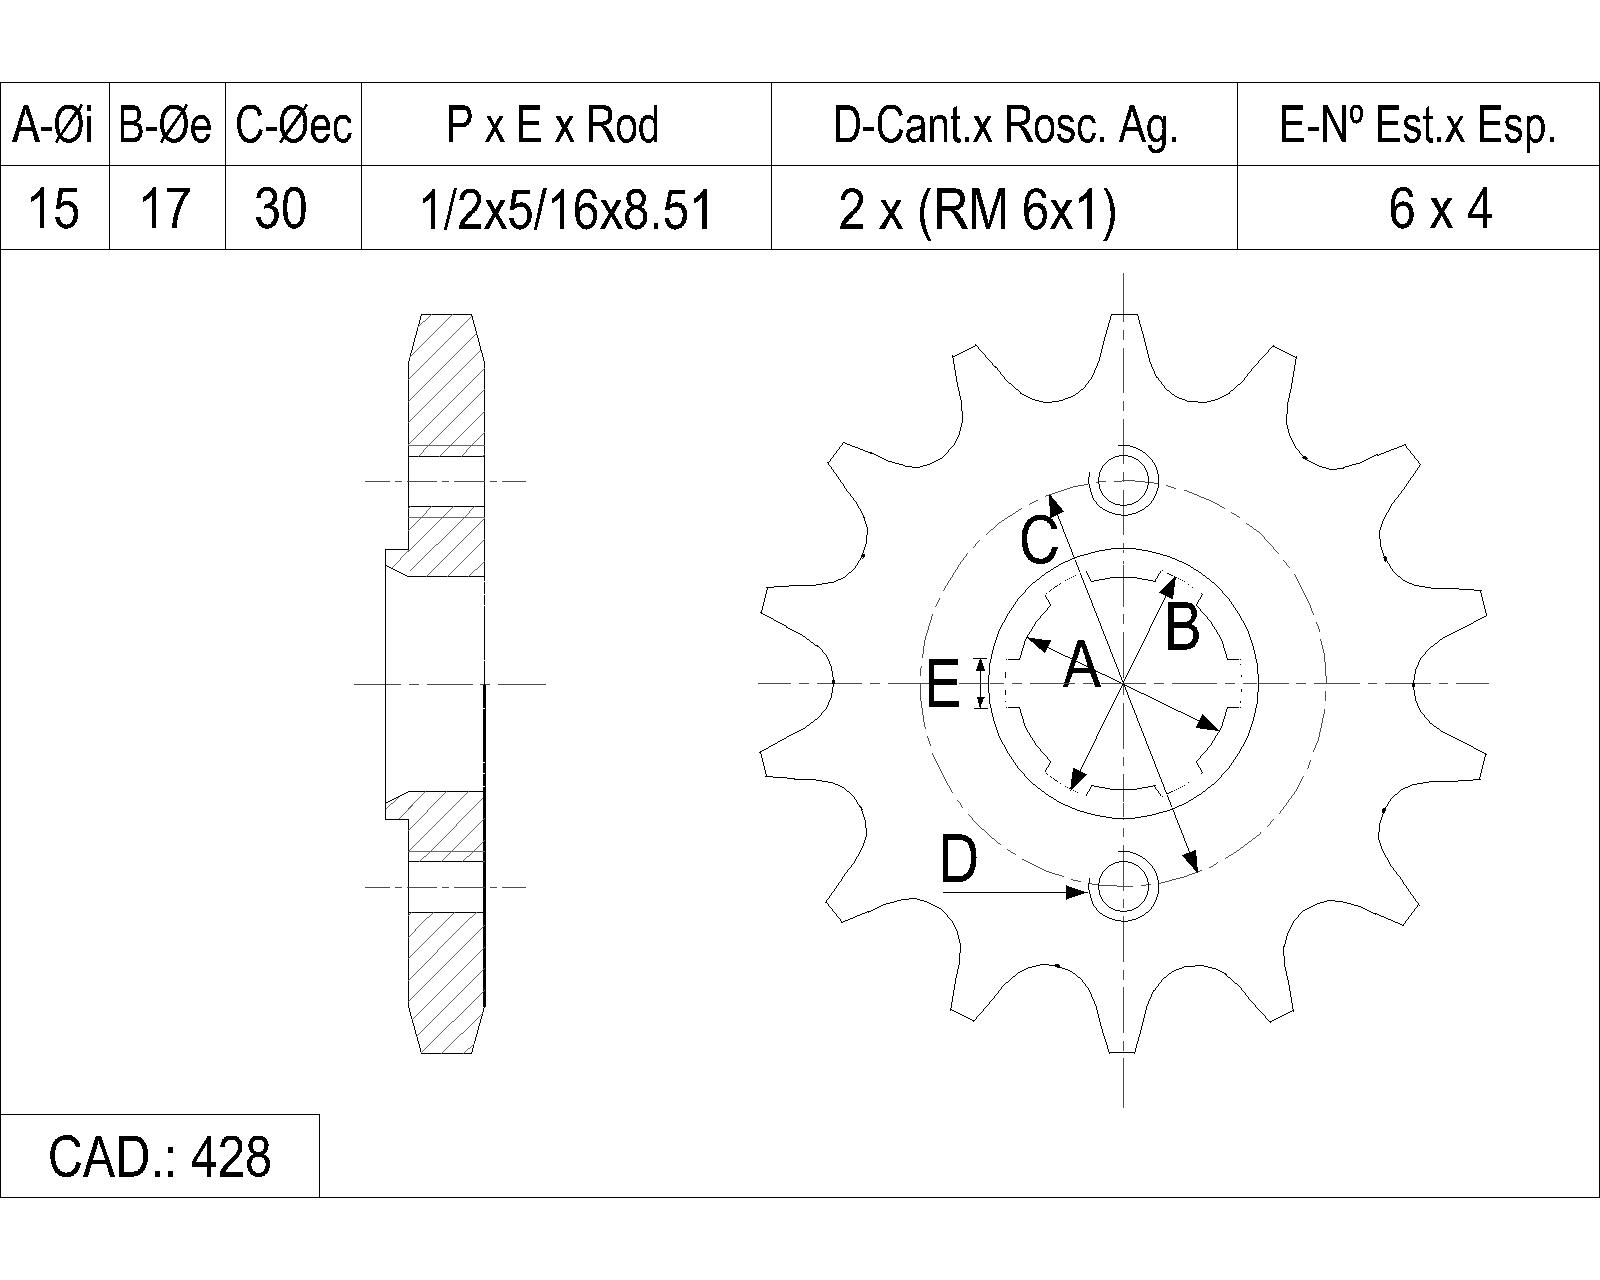 A-Øi B-Øe C-Øec P x E x Rod D-Cant.x Rosc. Ag. E-Nº Est.x Esp.
15 17 30 1/2x5/16x8.51 2 x (RM 6x1) 6 x 4
C
B
A
E
D
CAD.: 428